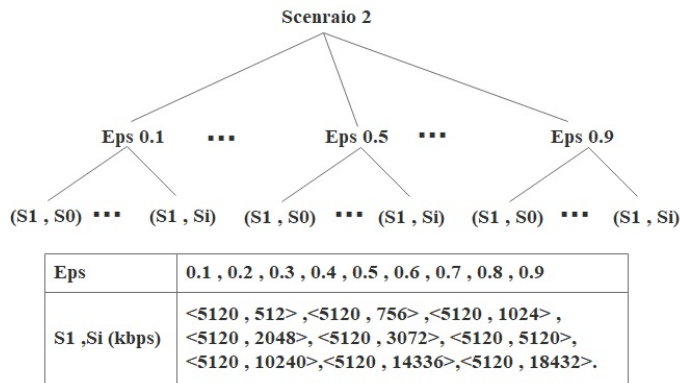 Scenraio 2
Eps 0.1 ... Eps 0.5 ... Eps 0.9
(S1 , S0) ... (S1 , Si) (S1 , S0) ... (S1 , Si) (S1 , S0) ... (S1 , Si)
Eps 0.1 , 0.2 , 0.3 , 0.4 , 0.5 , 0.6 , 0.7 , 0.8 , 0.9
S1 ,Si (kbps)
<5120 , 512> ,<5120 , 756> ,<5120 , 1024> ,
<5120 , 2048>, <5120 , 3072>, <5120 , 5120>,
<5120 , 10240>,<5120 , 14336>,<5120 , 18432>.